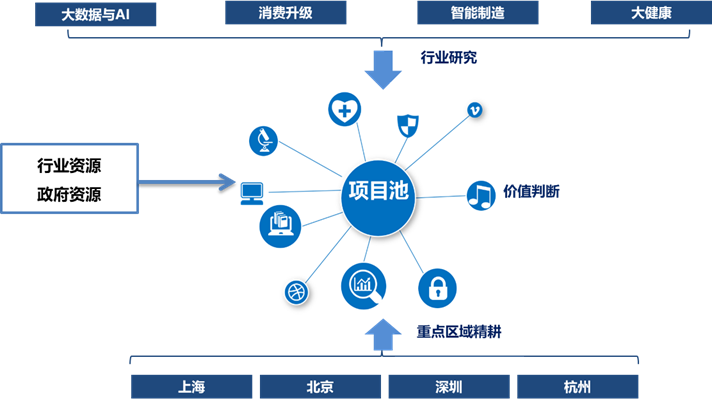 大数据与AI
消费升级
智能制造
大健康
行业研究
行业资源
政府资源
项目池
价值判断
重点区域精耕
上海
北京
深圳
杭州